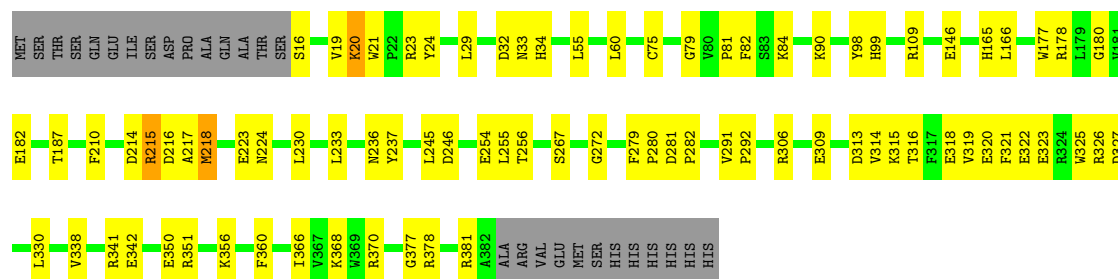 MET SER THR SER GLN GLU ILE SER ASP PRO ALA GLN ALA THR SER S16 V19 K20 W21 P22 R23 Y24 L29 D32 N33 H34 L55 L60 C75 G79 V80 P81 F82 S83 K84 K90 Y98 H99 R109 E146 H165 L166 W177 R178 L179 G180
E182 T187 F210 D214 R215 D216 A217 M218 E223 N224 L230 L233 N236 Y237 L245 D246 E254 L255 T256 S267 G272 F279 P280 D281 P282 V291 P292 R306 E309 D313 V314 K315 T316 F317 E318 V319 E320 F321 E322 E323 R324 W325 R326 D327
L330 V338 R341 E342 E350 R351 K356 F360 I366 V367 K368 W369 R370 G377 R378 R381 A382 ALA ARG VAL GLU MET SER HIS HIS HIS HIS HIS HIS